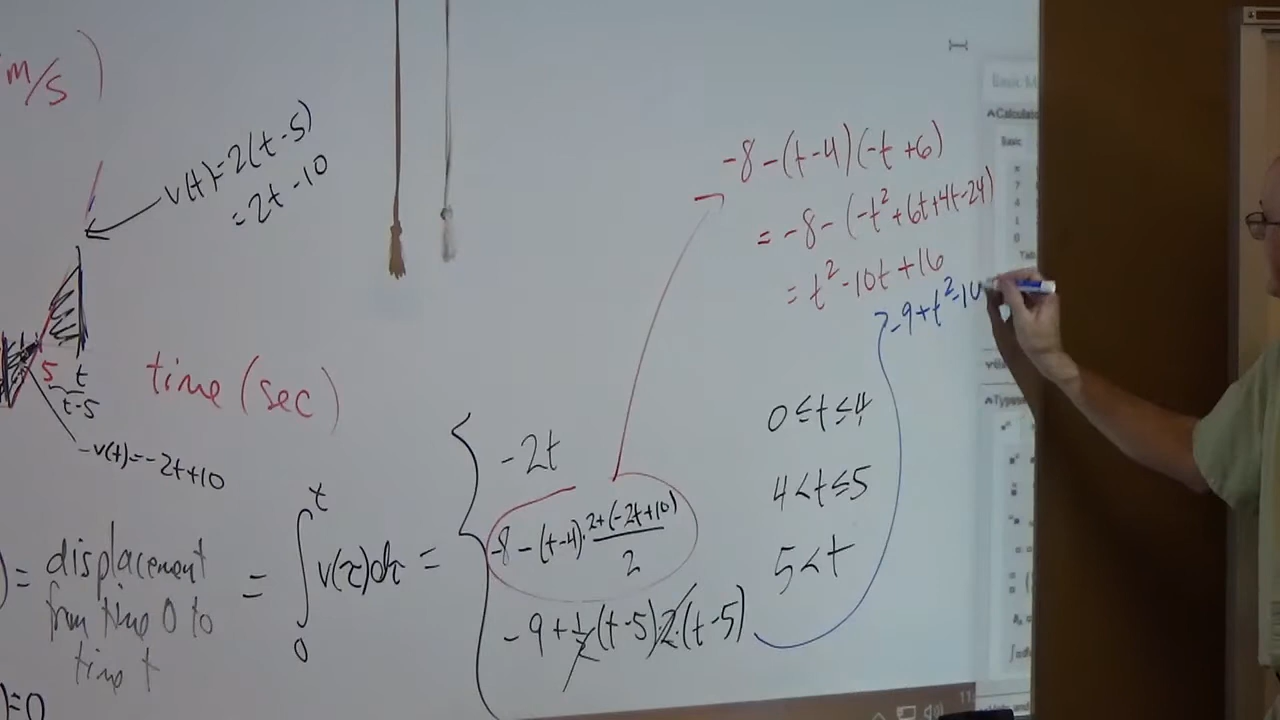 m/s)
v(t)=2(t-5)
=2t-10
5 t
t-5
time (sec)
-v(t)=-2t+10
) = displacement
from time 0 to
time t
= ∫₀ᵗ v(τ)dτ =
-2t
0≤t≤4
-8-(t-4)·(2+(-2t+10))/2
4<t≤5
-9+1/2(t-5)·2·(t-5)
5<t
)=0
-8-(t-4)(-t+6)
=-8-(-t²+6t+4t-24)
=t²-10t+16
-9+t²-10
Calculator
Basic